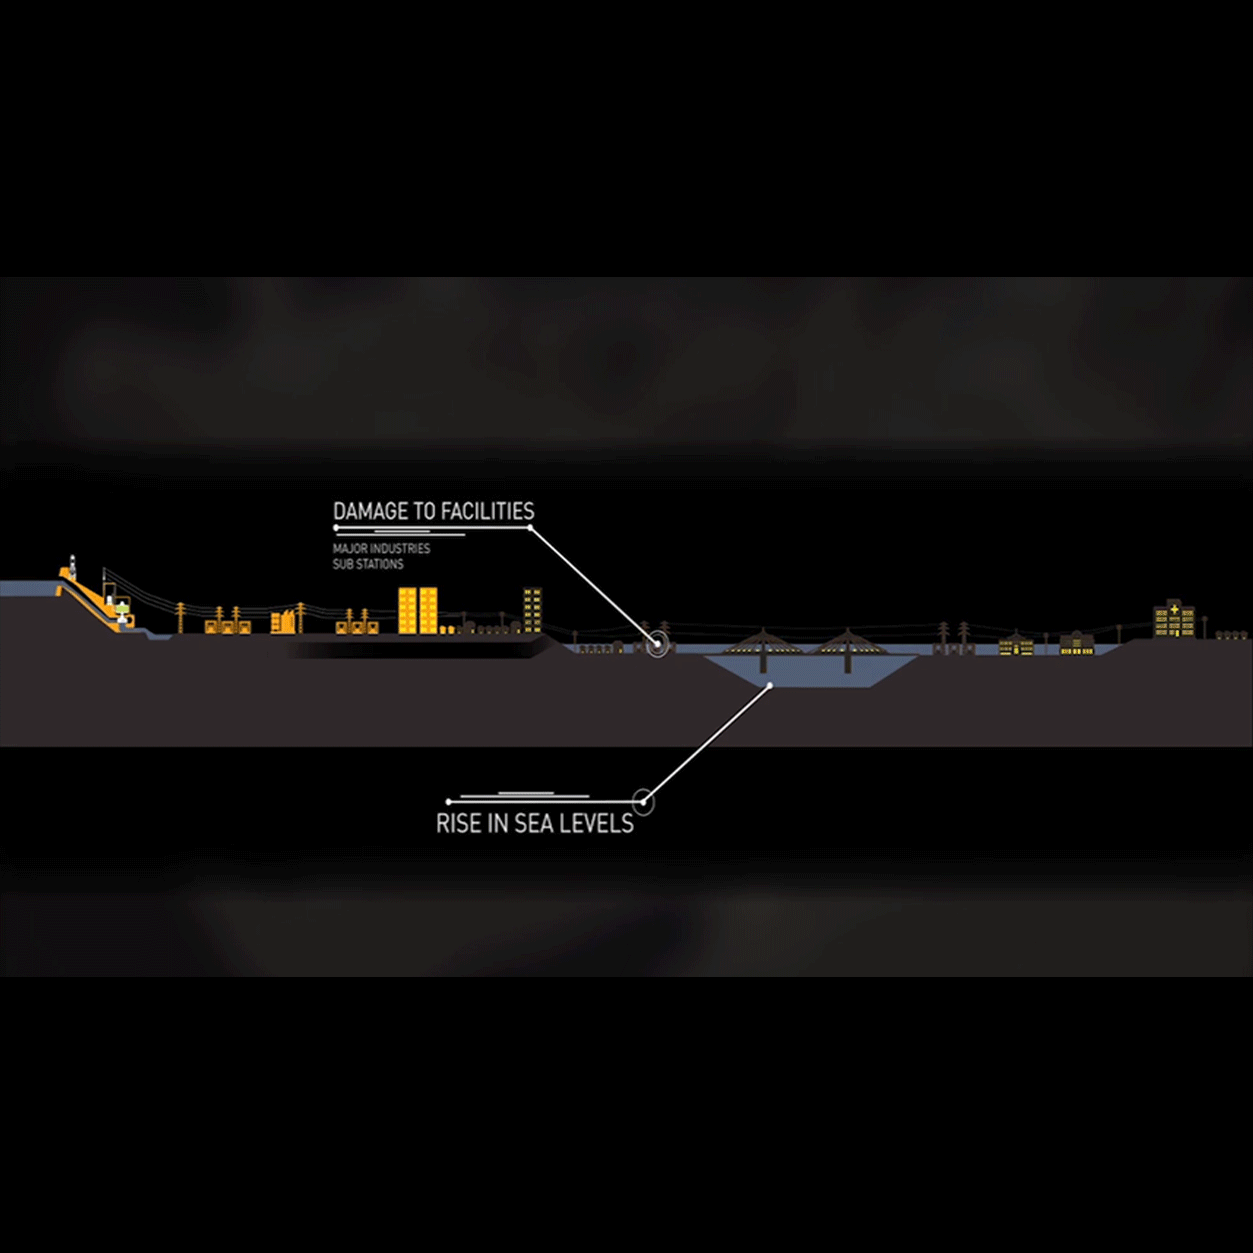 DAMAGE TO FACILITIES
MAJOR INDUSTRIES
SUB STATIONS
RISE IN SEA LEVELS